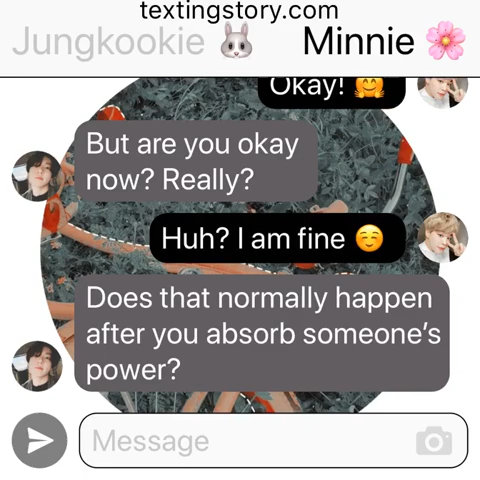 textingstory.com
Jungkookie 🐰 Minnie 🌸
Okay! 🤗
But are you okay
now? Really?
Huh? I am fine ☺️
Does that normally happen
after you absorb someone's
power?
Message